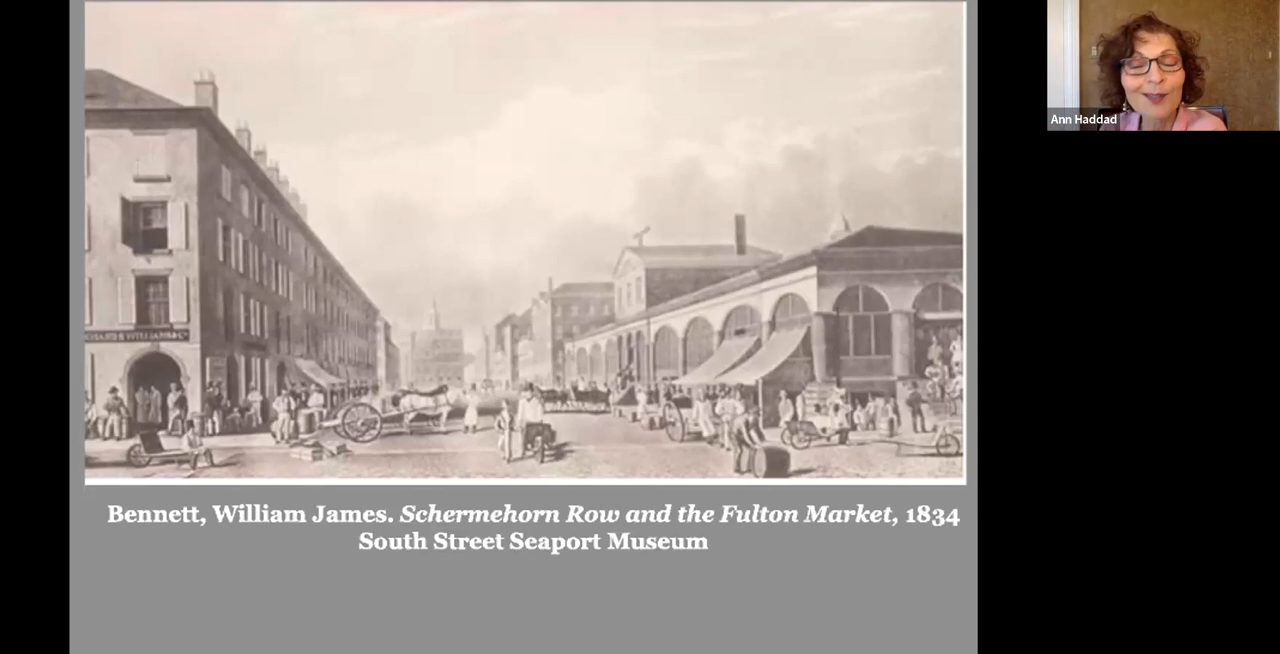 Bennett, William James. Schermehorn Row and the Fulton Market, 1834
South Street Seaport Museum
Ann Haddad